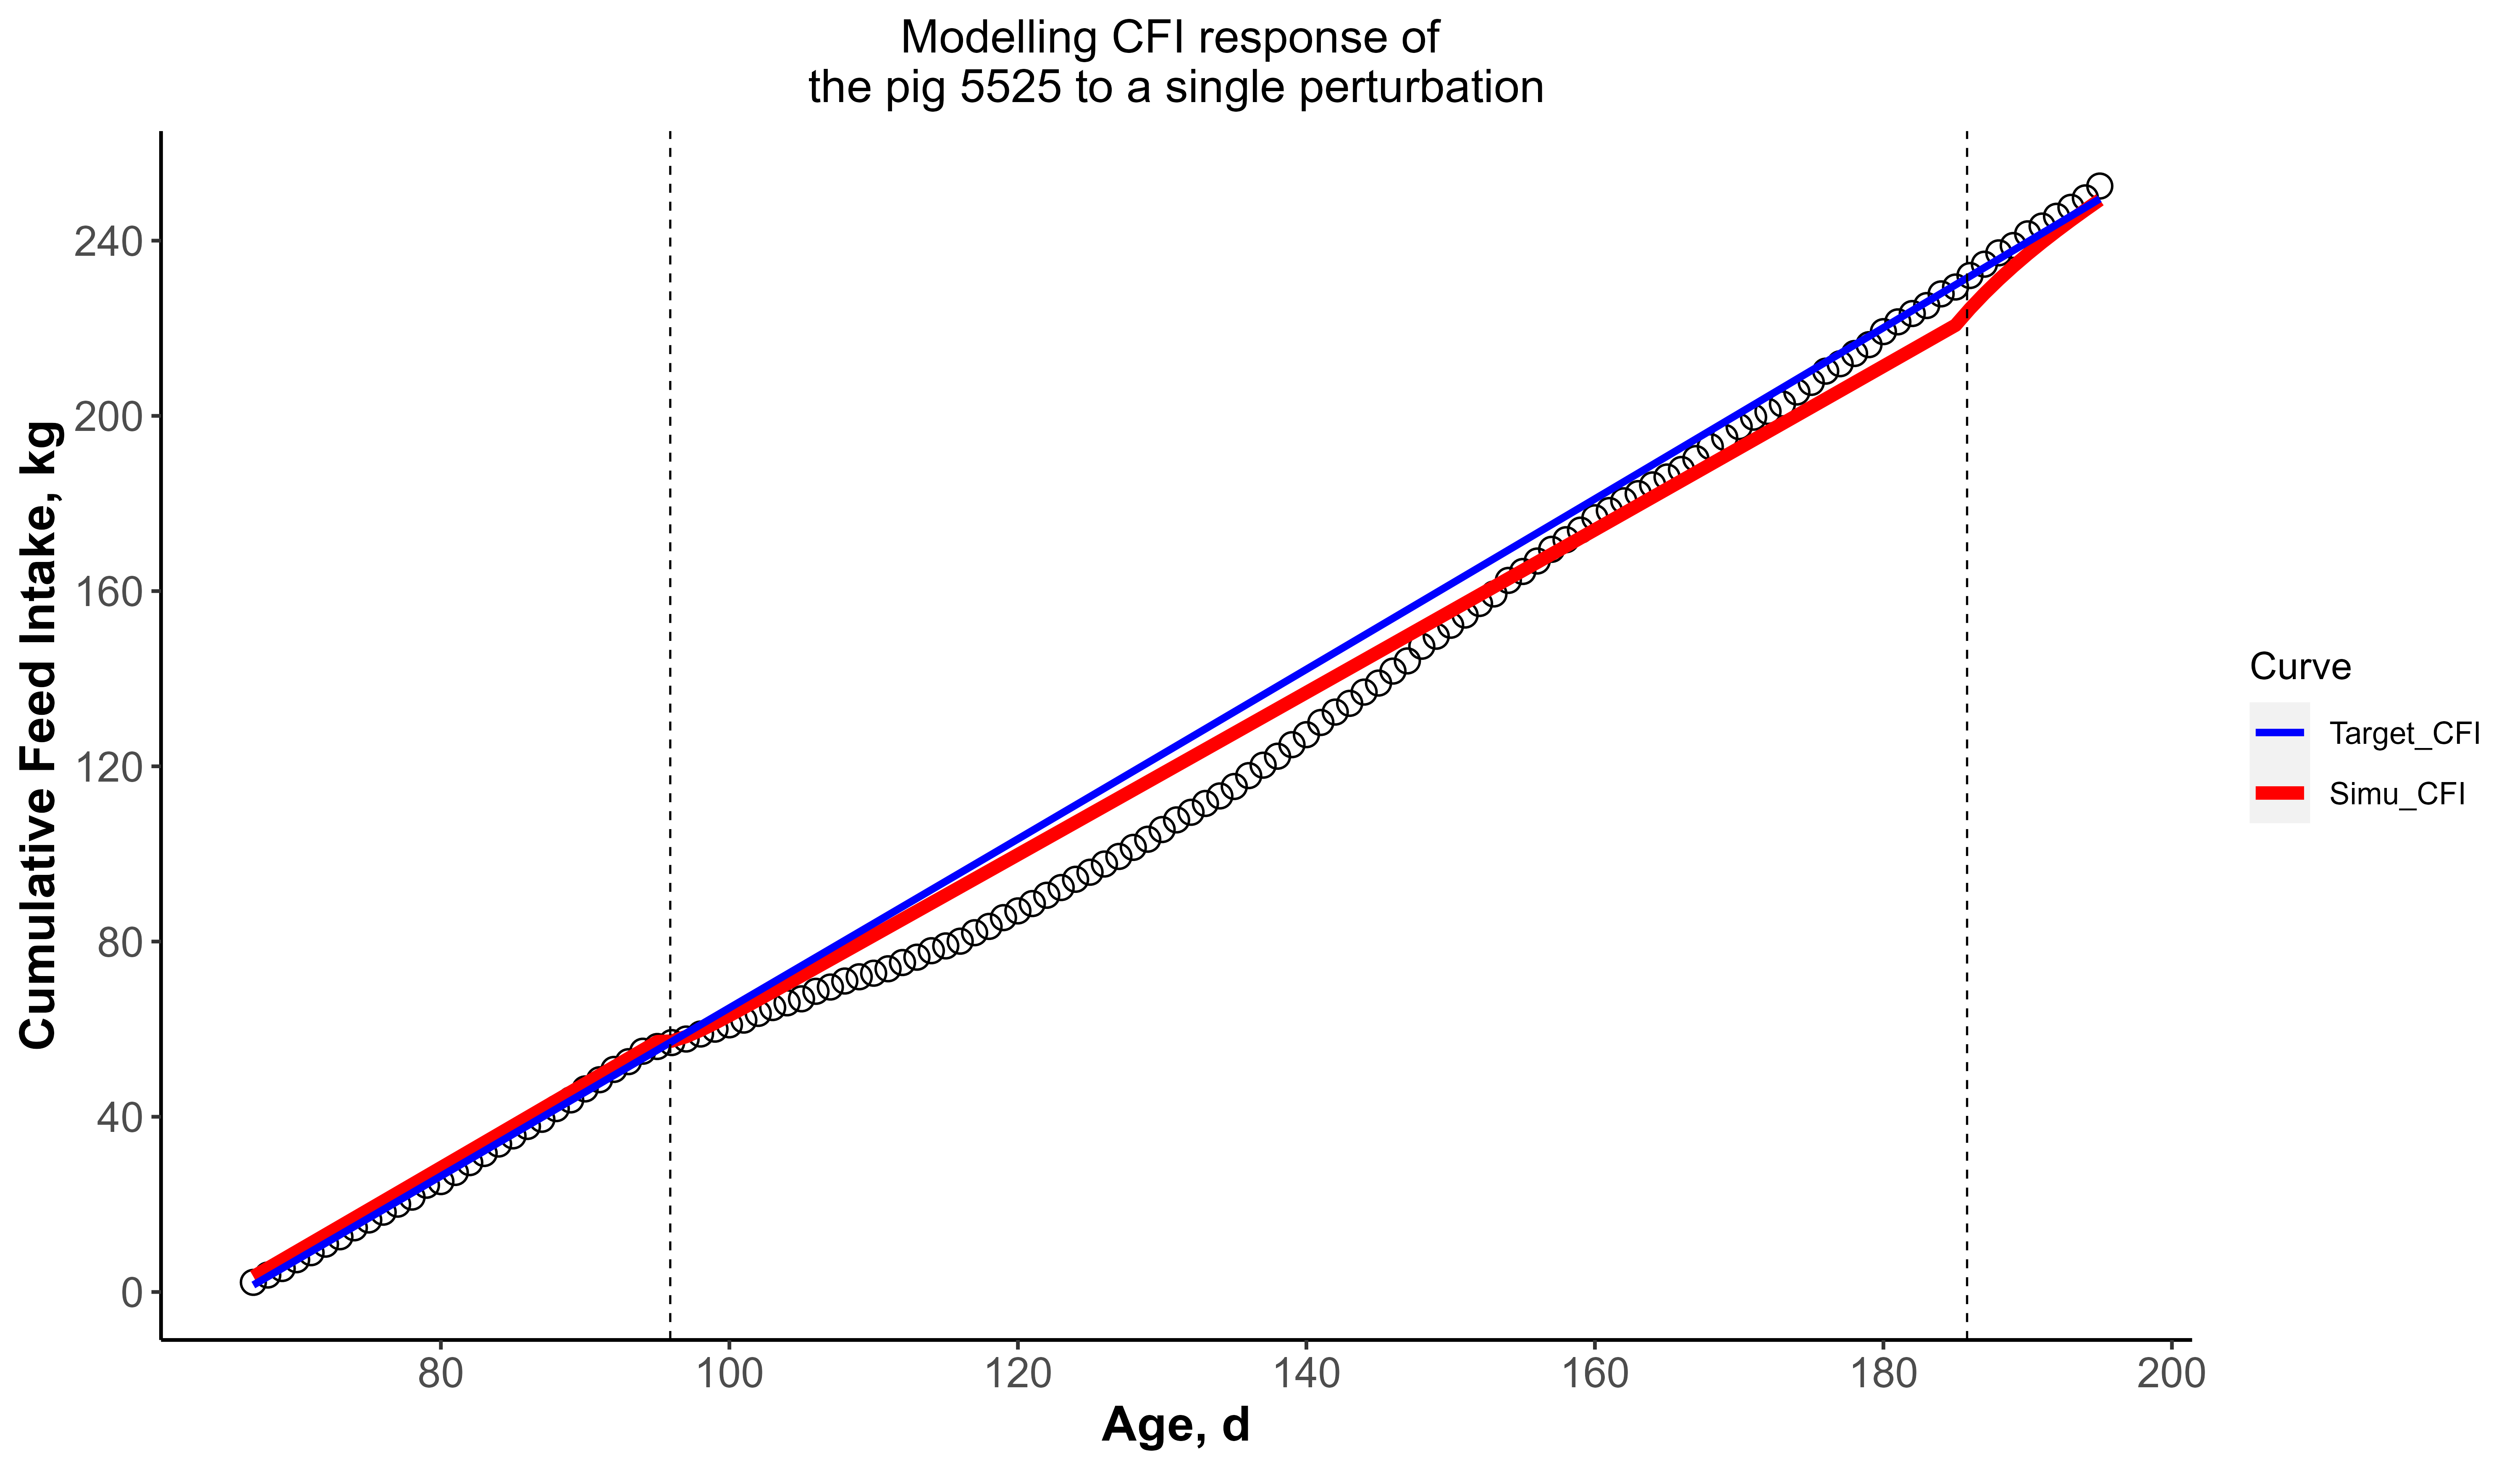 Modelling CFI response of
the pig 5525 to a single perturbation
Cumulative Feed Intake, kg
240
200
160
120
80
40
0
80 100 120 140 160 180 200
Age, d
Curve
Target_CFI
Simu_CFI